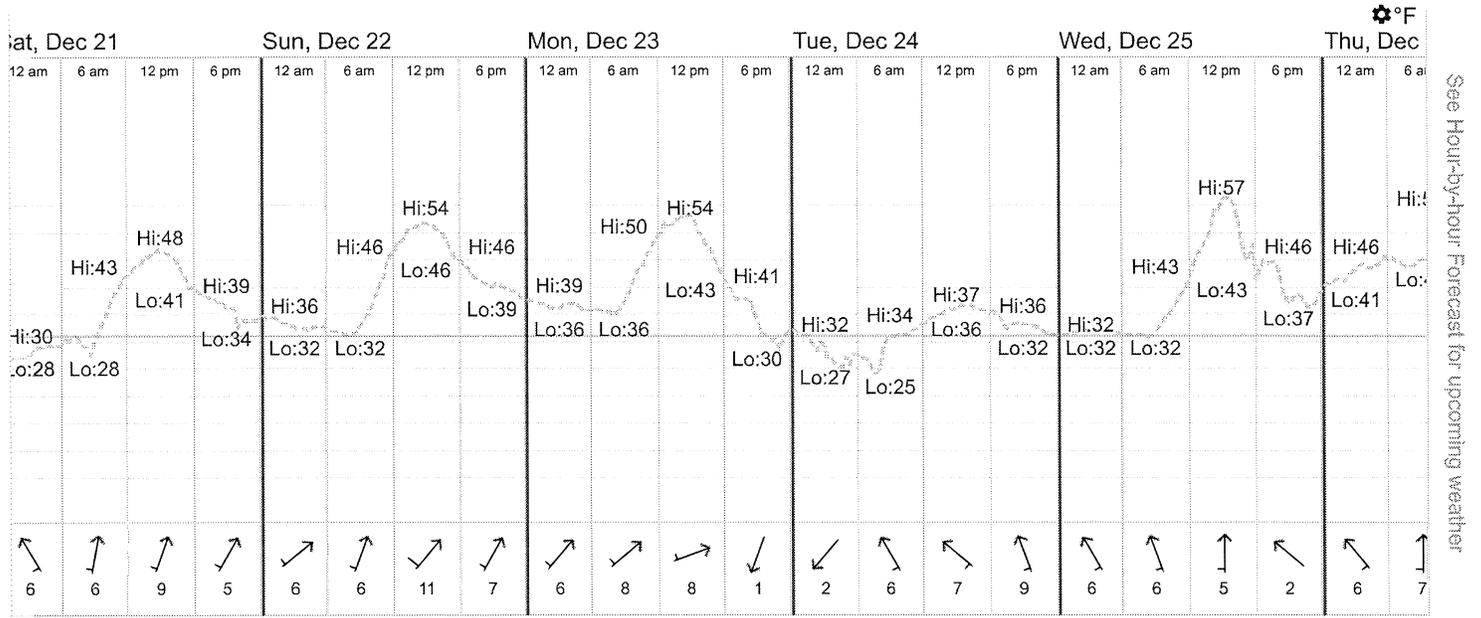 °F
Sat, Dec 21 Sun, Dec 22 Mon, Dec 23 Tue, Dec 24 Wed, Dec 25 Thu, Dec
12 am 6 am 12 pm 6 pm 12 am 6 am 12 pm 6 pm 12 am 6 am 12 pm 6 pm 12 am 6 am 12 pm 6 pm 12 am 6 am 12 pm 6 pm 12 am 6 a
Hi:30 Hi:43 Hi:48 Hi:39 Hi:36 Hi:46 Hi:54 Hi:46 Hi:39 Hi:50 Hi:54 Hi:41 Hi:32 Hi:34 Hi:37 Hi:36 Hi:32 Hi:43 Hi:57 Hi:46 Hi:46
Lo:28 Lo:28 Lo:41 Lo:34 Lo:32 Lo:32 Lo:46 Lo:39 Lo:36 Lo:36 Lo:43 Lo:30 Lo:27 Lo:25 Lo:36 Lo:32 Lo:32 Lo:32 Lo:43 Lo:37 Lo:41
6 6 9 5 6 6 11 7 6 8 8 1 2 6 7 9 6 6 5 2 6 7
See Hour-by-hour Forecast for upcoming weather